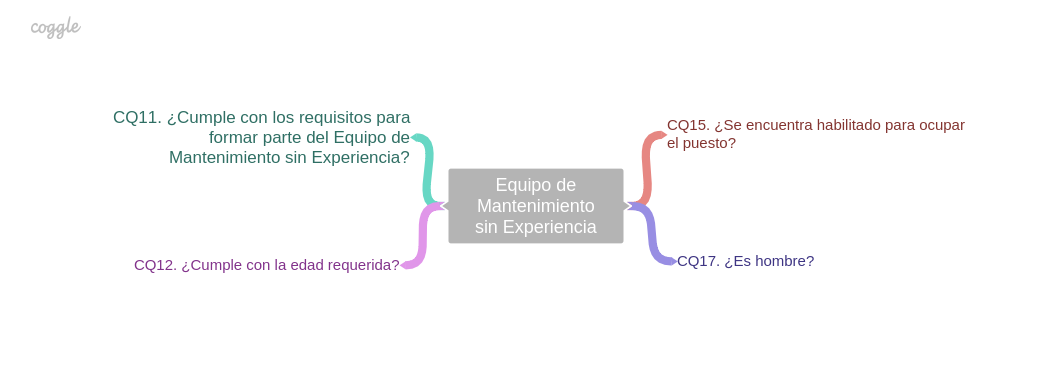 coggle
CQ11. ¿Cumple con los requisitos para
formar parte del Equipo de
Mantenimiento sin Experiencia?
CQ12. ¿Cumple con la edad requerida?
Equipo de
Mantenimiento
sin Experiencia
CQ15. ¿Se encuentra habilitado para ocupar
el puesto?
CQ17. ¿Es hombre?